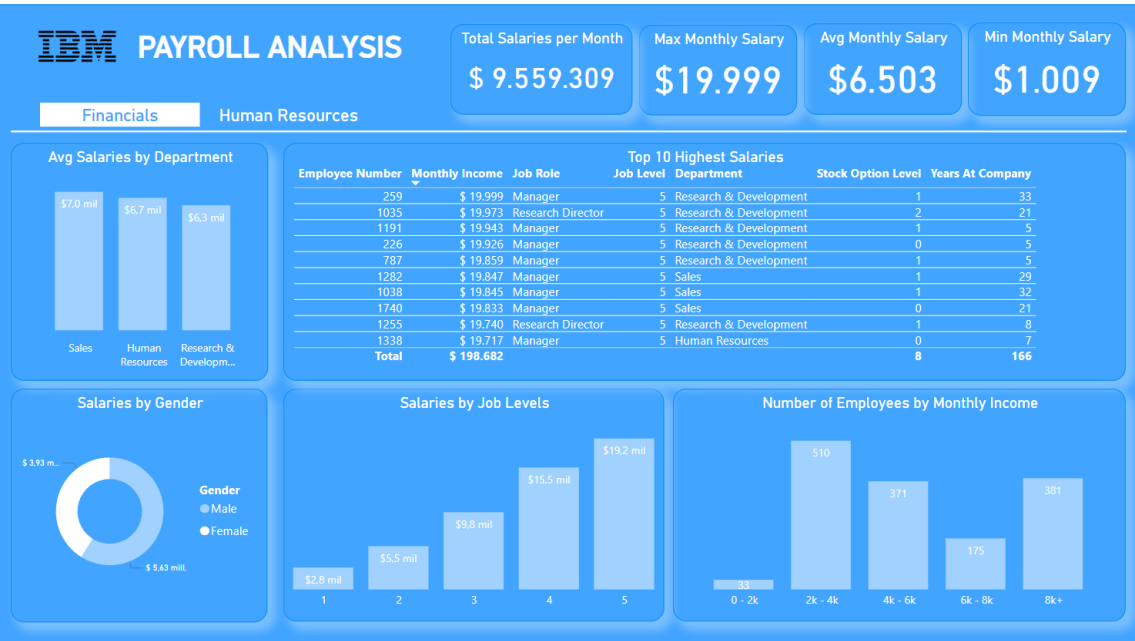 IBM PAYROLL ANALYSIS
Total Salaries per Month
$ 9.559.309
Max Monthly Salary
$19.999
Avg Monthly Salary
$6.503
Min Monthly Salary
$1.009
Financials
Human Resources
Avg Salaries by Department
$7,0 mil
$6,7 mil
$6,3 mil
Sales
Human
Resources
Research &
Developm...
Top 10 Highest Salaries
Employee Number Monthly Income Job Role Job Level Department Stock Option Level Years At Company
259 $ 19.999 Manager 5 Research & Development 1 33
1035 $ 19.973 Research Director 5 Research & Development 2 21
1191 $ 19.943 Manager 5 Research & Development 1 5
226 $ 19.926 Manager 5 Research & Development 0 5
787 $ 19.859 Manager 5 Research & Development 1 5
1282 $ 19.847 Manager 5 Sales 1 29
1038 $ 19.845 Manager 5 Sales 1 32
1740 $ 19.833 Manager 5 Sales 0 21
1255 $ 19.740 Research Director 5 Research & Development 1 8
1338 $ 19.717 Manager 5 Human Resources 0 7
Total $ 198.682 8 166
Salaries by Gender
$ 3,93 m...
$ 5,63 mill.
Gender
Male
Female
Salaries by Job Levels
$2,8 mil
$5,5 mil
$9,8 mil
$15,5 mil
$19,2 mil
1 2 3 4 5
Number of Employees by Monthly Income
33
510
371
175
381
0 - 2k 2k - 4k 4k - 6k 6k - 8k 8k+